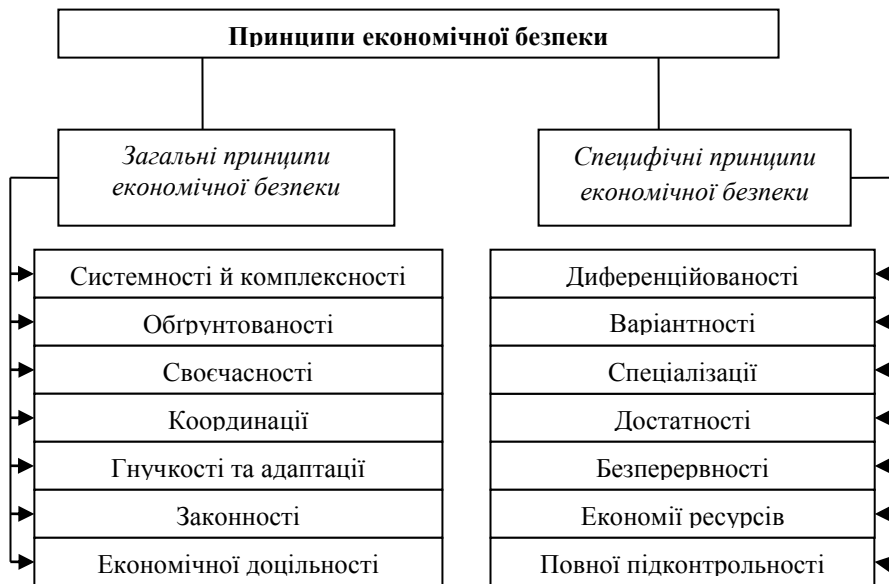 Принципи економічної безпеки
Загальні принципи
економічної безпеки
Специфічні принципи
економічної безпеки
Системності й комплексності
Обґрунтованості
Своєчасності
Координації
Гнучкості та адаптації
Законності
Економічної доцільності
Диференційованості
Варіантності
Спеціалізації
Достатності
Безперервності
Економії ресурсів
Повної підконтрольності